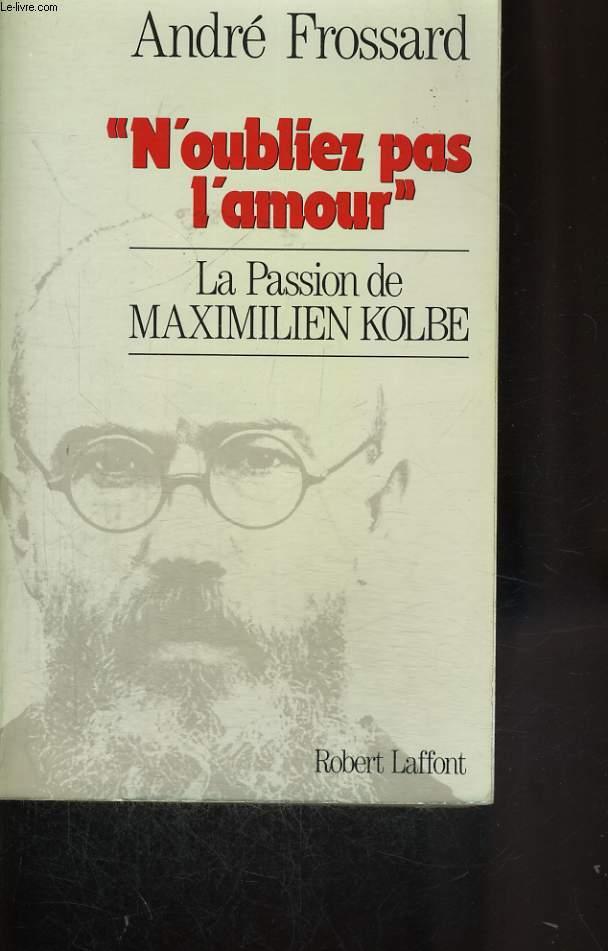 Le-livre.com
André Frossard
"N'oubliez pas
l'amour"
La Passion de
MAXIMILIEN KOLBE
Robert Laffont